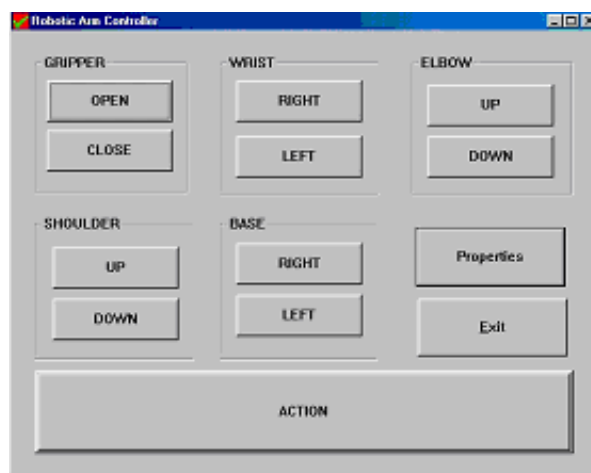 Robotic Arm Controller
GRIPPER
OPEN
CLOSE
WRIST
RIGHT
LEFT
ELBOW
UP
DOWN
SHOULDER
UP
DOWN
BASE
RIGHT
LEFT
Properties
Exit
ACTION